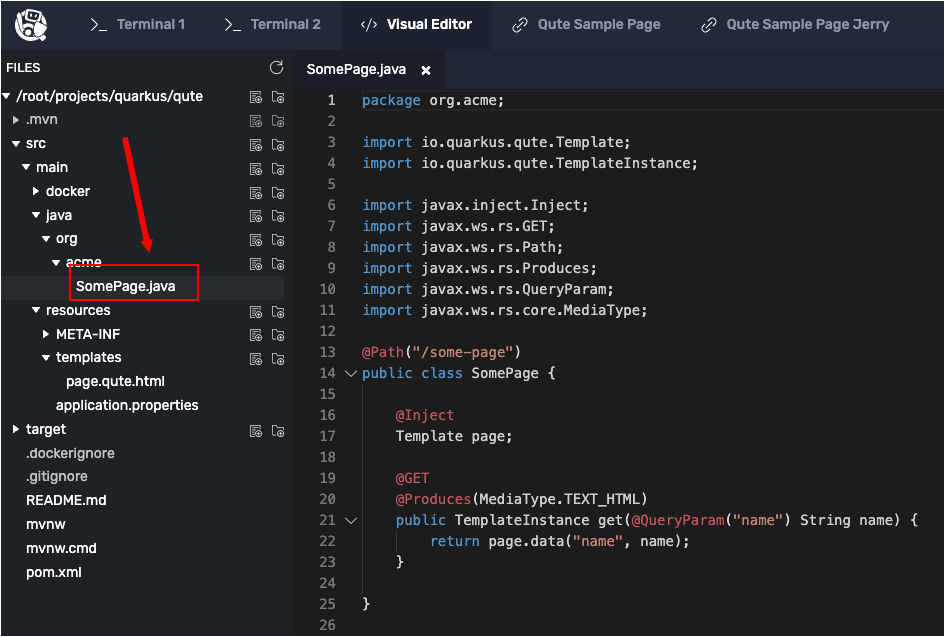 Terminal 1
Terminal 2
Visual Editor
Qute Sample Page
Qute Sample Page Jerry
FILES
/root/projects/quarkus/qute
.mvn
src
main
docker
java
org
acme
SomePage.java
resources
META-INF
templates
page.qute.html
application.properties
target
.dockerignore
.gitignore
README.md
mvnw
mvnw.cmd
pom.xml
SomePage.java
1 package org.acme;
2
3 import io.quarkus.qute.Template;
4 import io.quarkus.qute.TemplateInstance;
5
6 import javax.inject.Inject;
7 import javax.ws.rs.GET;
8 import javax.ws.rs.Path;
9 import javax.ws.rs.Produces;
10 import javax.ws.rs.QueryParam;
11 import javax.ws.rs.core.MediaType;
12
13 @Path("/some-page")
14 public class SomePage {
15
16 @Inject
17 Template page;
18
19 @GET
20 @Produces(MediaType.TEXT_HTML)
21 public TemplateInstance get(@QueryParam("name") String name) {
22 return page.data("name", name);
23 }
24
25 }
26